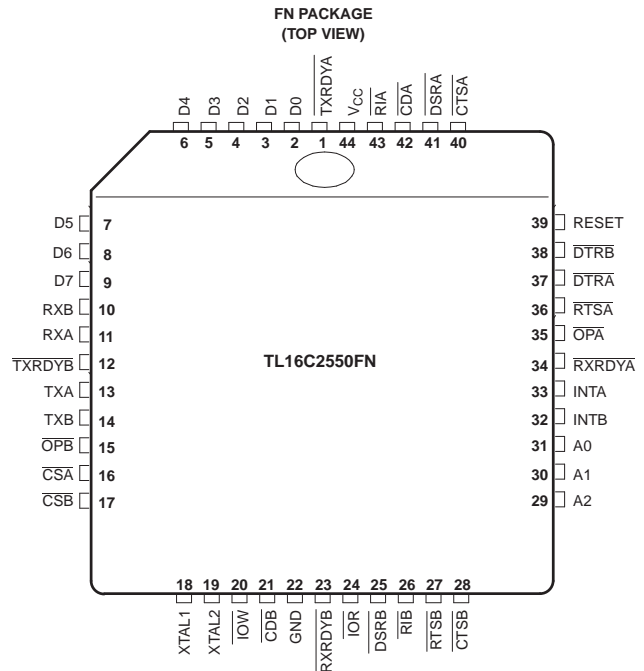 FN PACKAGE
(TOP VIEW)
D4
D3
D2
D1
D0
TXRDYA
VCC
RIA
CDA
DSRA
CTSA
6 5 4 3 2 1 44 43 42 41 40
D5 7
D6 8
D7 9
RXB 10
RXA 11
TXRDYB 12
TXA 13
TXB 14
OPB 15
CSA 16
CSB 17
TL16C2550FN
39 RESET
38 DTRB
37 DTRA
36 RTSA
35 OPA
34 RXRDYA
33 INTA
32 INTB
31 A0
30 A1
29 A2
18 19 20 21 22 23 24 25 26 27 28
XTAL1
XTAL2
IOW
CDB
GND
RXRDYB
IOR
DSRB
RIB
RTSB
CTSB